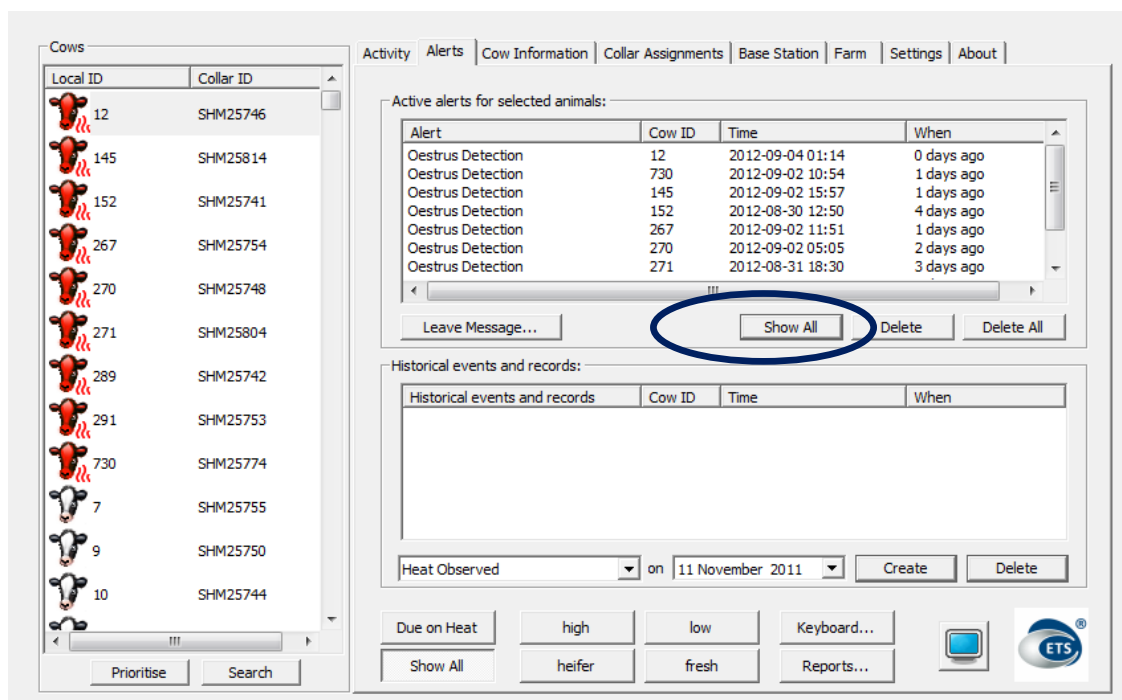 Cows
Local ID Collar ID
12 SHM25746
145 SHM25814
152 SHM25741
267 SHM25754
270 SHM25748
271 SHM25804
289 SHM25742
291 SHM25753
730 SHM25774
7 SHM25755
9 SHM25750
10 SHM25744
Prioritise Search
Activity Alerts Cow Information Collar Assignments Base Station Farm Settings About
Active alerts for selected animals:
Alert Cow ID Time When
Oestrus Detection 12 2012-09-04 01:14 0 days ago
Oestrus Detection 730 2012-09-02 10:54 1 days ago
Oestrus Detection 145 2012-09-02 15:57 1 days ago
Oestrus Detection 152 2012-08-30 12:50 4 days ago
Oestrus Detection 267 2012-09-02 11:51 1 days ago
Oestrus Detection 270 2012-09-02 05:05 2 days ago
Oestrus Detection 271 2012-08-31 18:30 3 days ago
Leave Message... Show All Delete Delete All
Historical events and records:
Historical events and records Cow ID Time When
Heat Observed on 11 November 2011 Create Delete
Due on Heat high low Keyboard...
Show All heifer fresh Reports...
ETS®